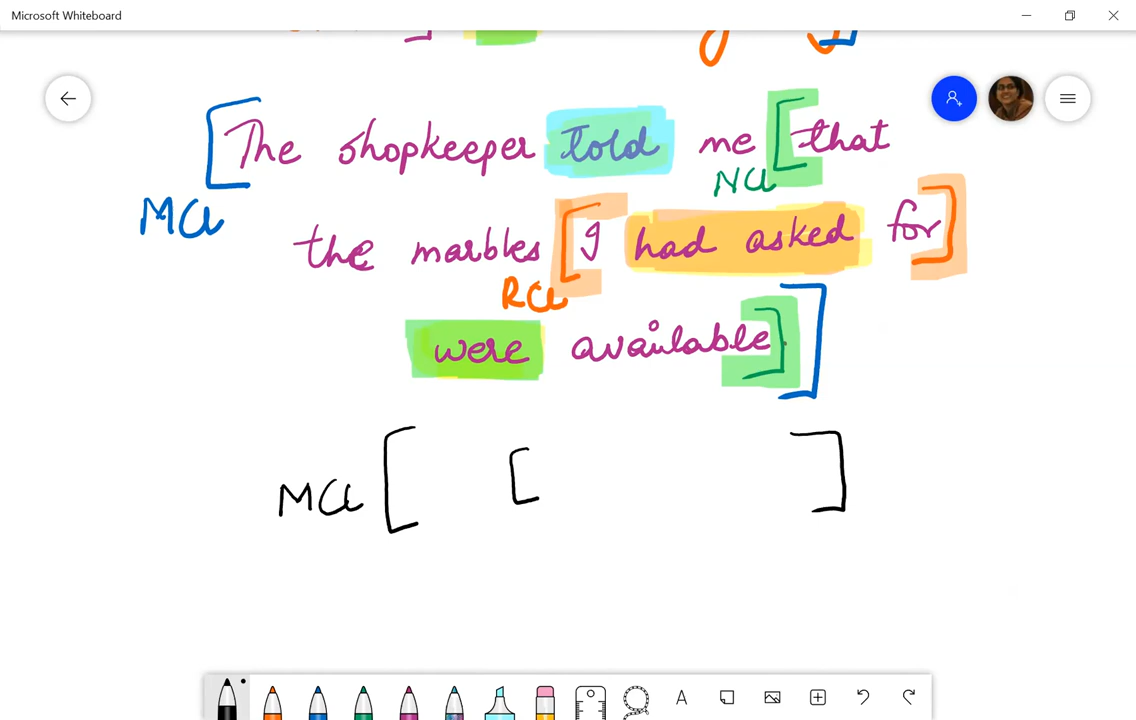 Microsoft Whiteboard
[The shopkeeper told me [that
MCl NCl
the marbles [I had asked for]
RCl
were available]]
MCl [ [ ]